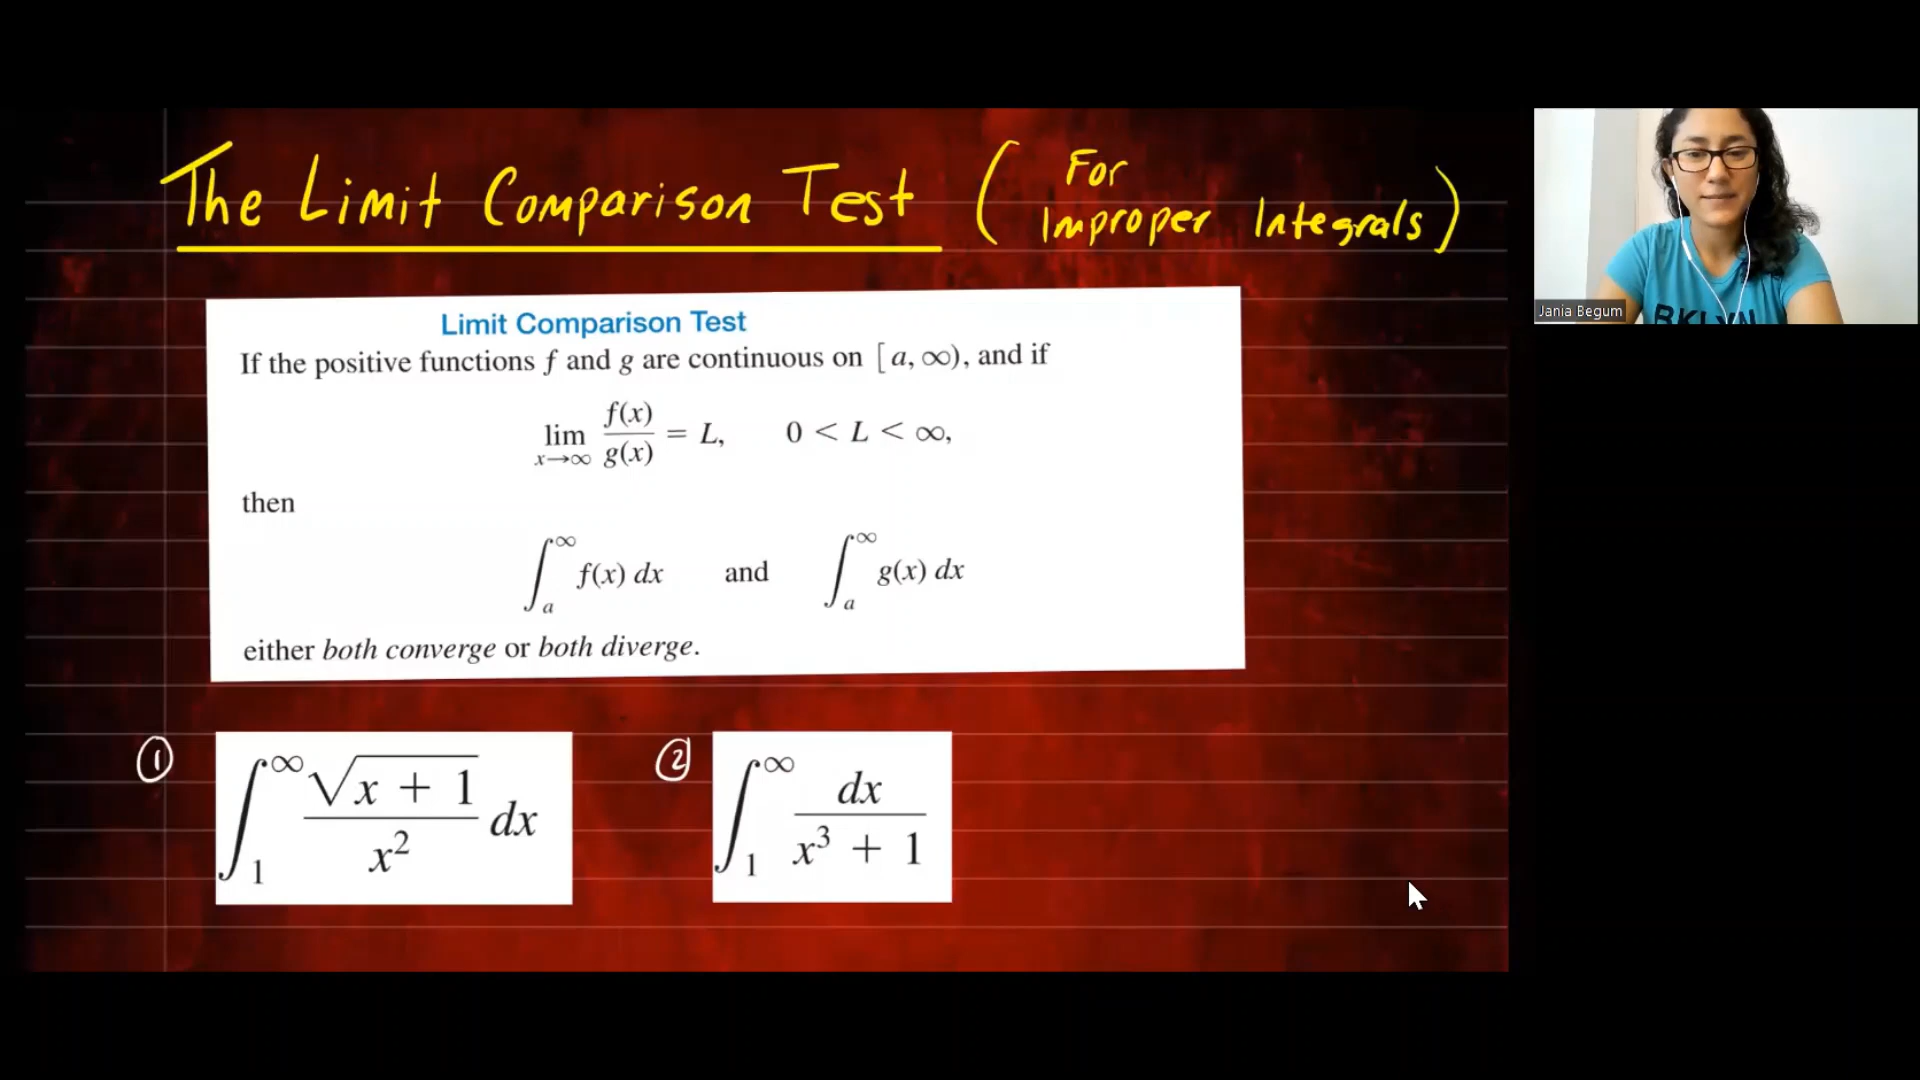 The Limit Comparison Test (For Improper Integrals)
Limit Comparison Test
If the positive functions f and g are continuous on [a, ∞), and if
lim x→∞ f(x)/g(x) = L, 0 < L < ∞,
then
∫_a^∞ f(x) dx and ∫_a^∞ g(x) dx
either both converge or both diverge.
① ∫_1^∞ √(x + 1)/x² dx
② ∫_1^∞ dx/(x³ + 1)
Jania Begum
BKLYN